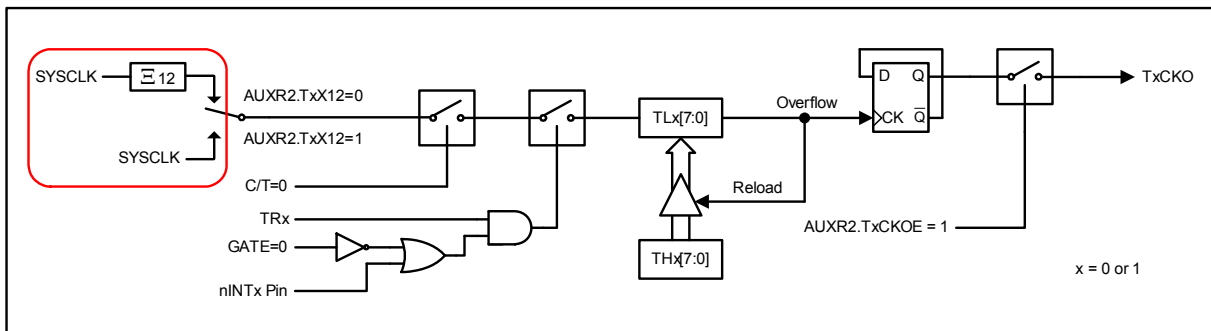 SYSCLK
Ξ 12
AUXR2.TxX12=0
AUXR2.TxX12=1
SYSCLK
C/T=0
TRx
GATE=0
nINTx Pin
TLx[7:0]
Overflow
Reload
THx[7:0]
D Q
CK Q̅
TxCKO
AUXR2.TxCKOE = 1
x = 0 or 1